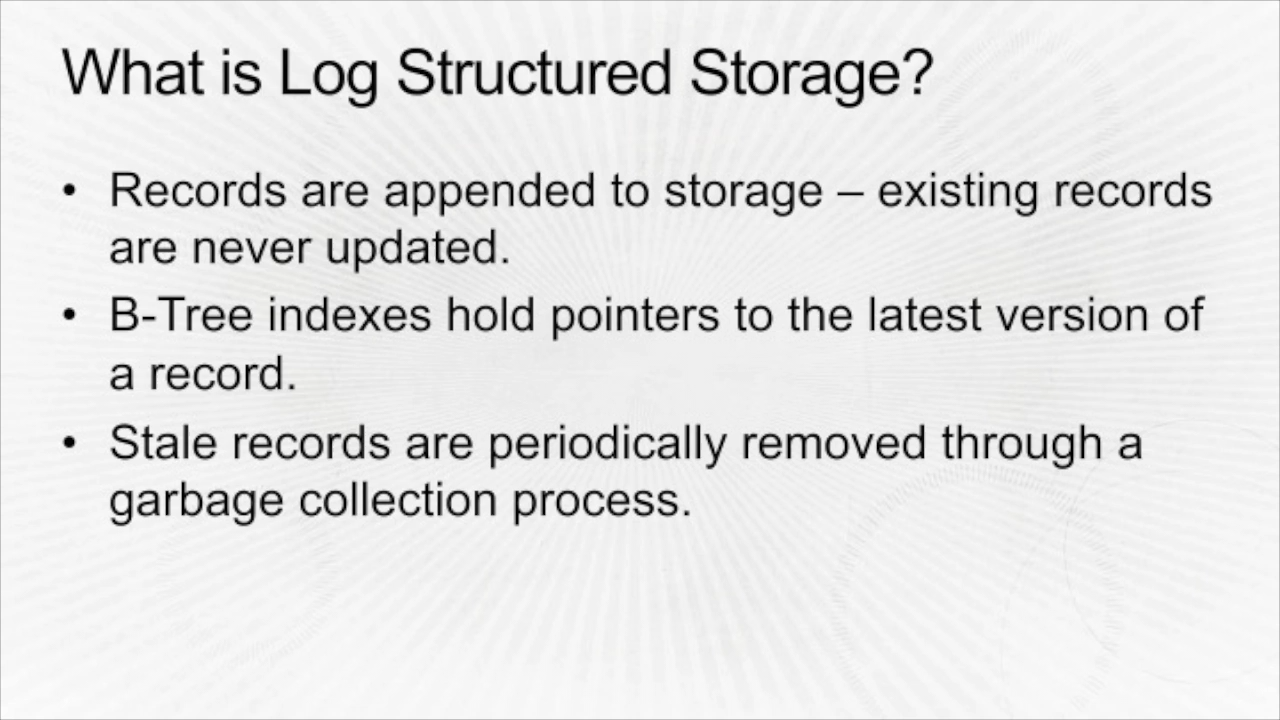 What is Log Structured Storage?
• Records are appended to storage – existing records
are never updated.
• B-Tree indexes hold pointers to the latest version of
a record.
• Stale records are periodically removed through a
garbage collection process.